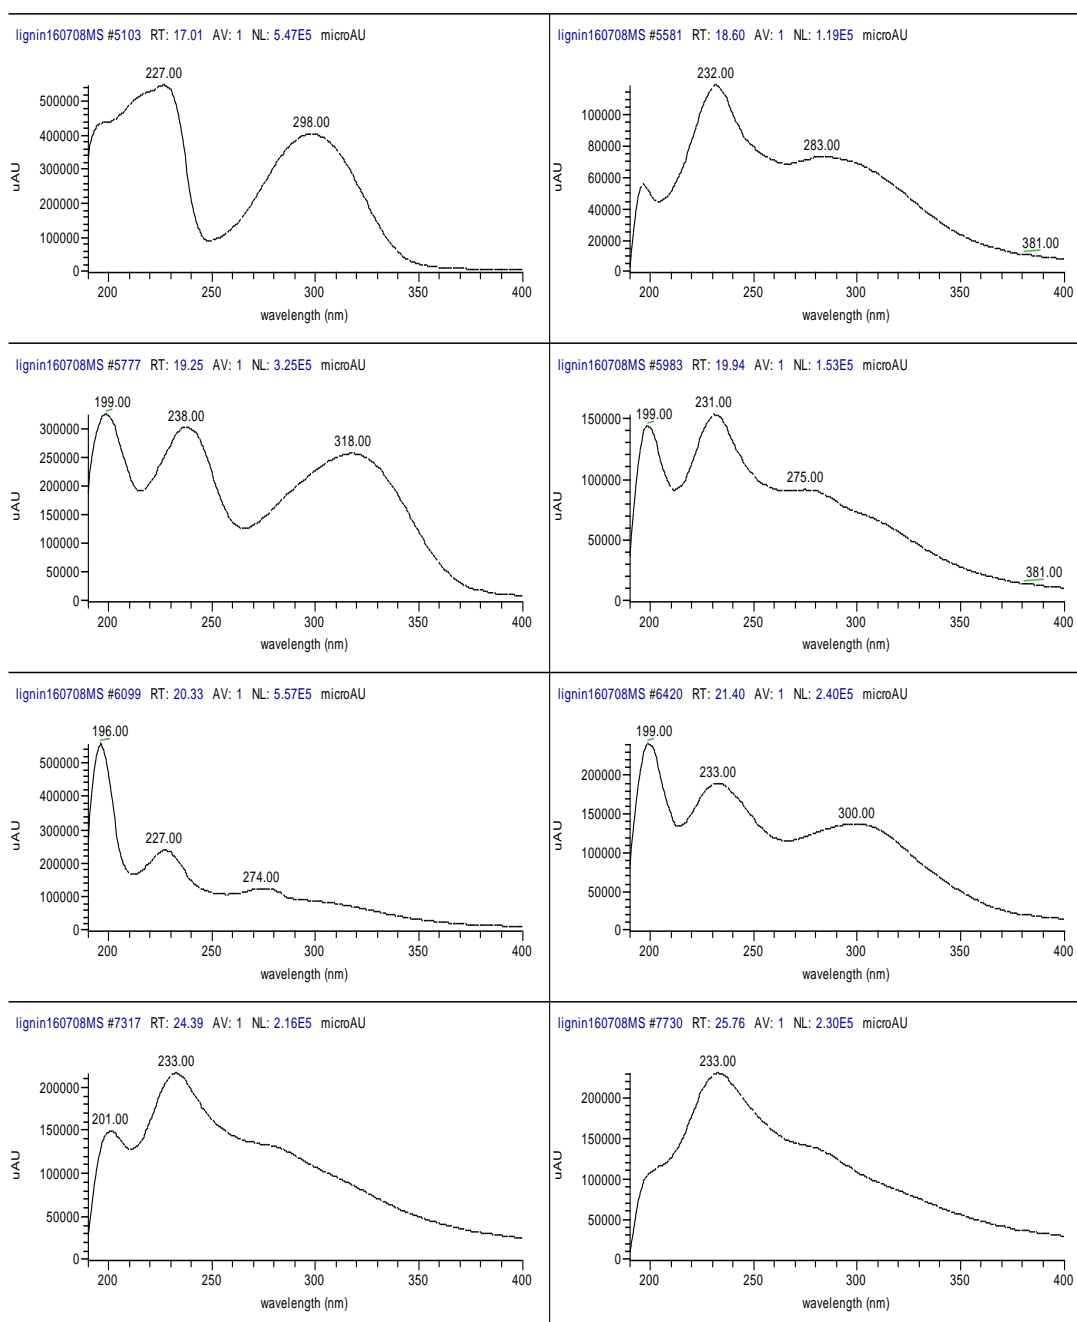 lignin160708MS #5103 RT: 17.01 AV: 1 NL: 5.47E5 microAU
227.00
298.00
500000
400000
300000
200000
100000
0
uAU
200 250 300 350 400
wavelength (nm)
lignin160708MS #5581 RT: 18.60 AV: 1 NL: 1.19E5 microAU
232.00
283.00
381.00
100000
80000
60000
40000
20000
0
uAU
200 250 300 350 400
wavelength (nm)
lignin160708MS #5777 RT: 19.25 AV: 1 NL: 3.25E5 microAU
199.00
238.00
318.00
300000
250000
200000
150000
100000
50000
0
uAU
200 250 300 350 400
wavelength (nm)
lignin160708MS #5983 RT: 19.94 AV: 1 NL: 1.53E5 microAU
199.00
231.00
275.00
381.00
150000
100000
50000
0
uAU
200 250 300 350 400
wavelength (nm)
lignin160708MS #6099 RT: 20.33 AV: 1 NL: 5.57E5 microAU
196.00
227.00
274.00
500000
400000
300000
200000
100000
0
uAU
200 250 300 350 400
wavelength (nm)
lignin160708MS #6420 RT: 21.40 AV: 1 NL: 2.40E5 microAU
199.00
233.00
300.00
200000
150000
100000
50000
0
uAU
200 250 300 350 400
wavelength (nm)
lignin160708MS #7317 RT: 24.39 AV: 1 NL: 2.16E5 microAU
233.00
201.00
200000
150000
100000
50000
0
uAU
200 250 300 350 400
wavelength (nm)
lignin160708MS #7730 RT: 25.76 AV: 1 NL: 2.30E5 microAU
233.00
200000
150000
100000
50000
0
uAU
200 250 300 350 400
wavelength (nm)